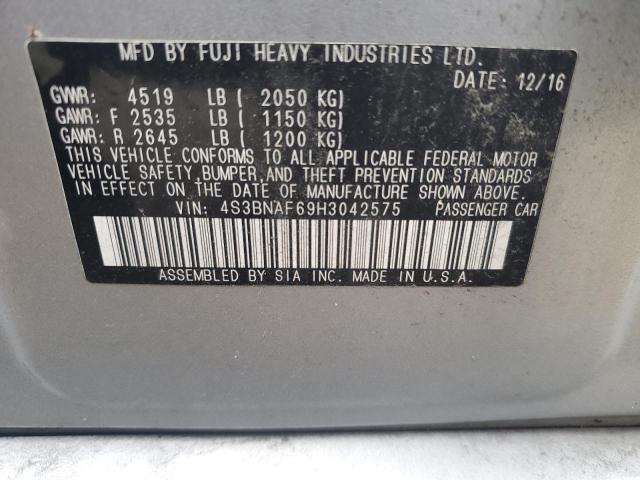 MFD BY FUJI HEAVY INDUSTRIES LTD.
DATE: 12/16
GVWR: 4519 LB ( 2050 KG)
GAWR: F 2535 LB ( 1150 KG)
GAWR: R 2645 LB ( 1200 KG)
THIS VEHICLE CONFORMS TO ALL APPLICABLE FEDERAL MOTOR
VEHICLE SAFETY, BUMPER, AND THEFT PREVENTION STANDARDS
IN EFFECT ON THE DATE OF MANUFACTURE SHOWN ABOVE.
VIN: 4S3BNAF69H3042575 PASSENGER CAR
ASSEMBLED BY SIA INC. MADE IN U.S.A.